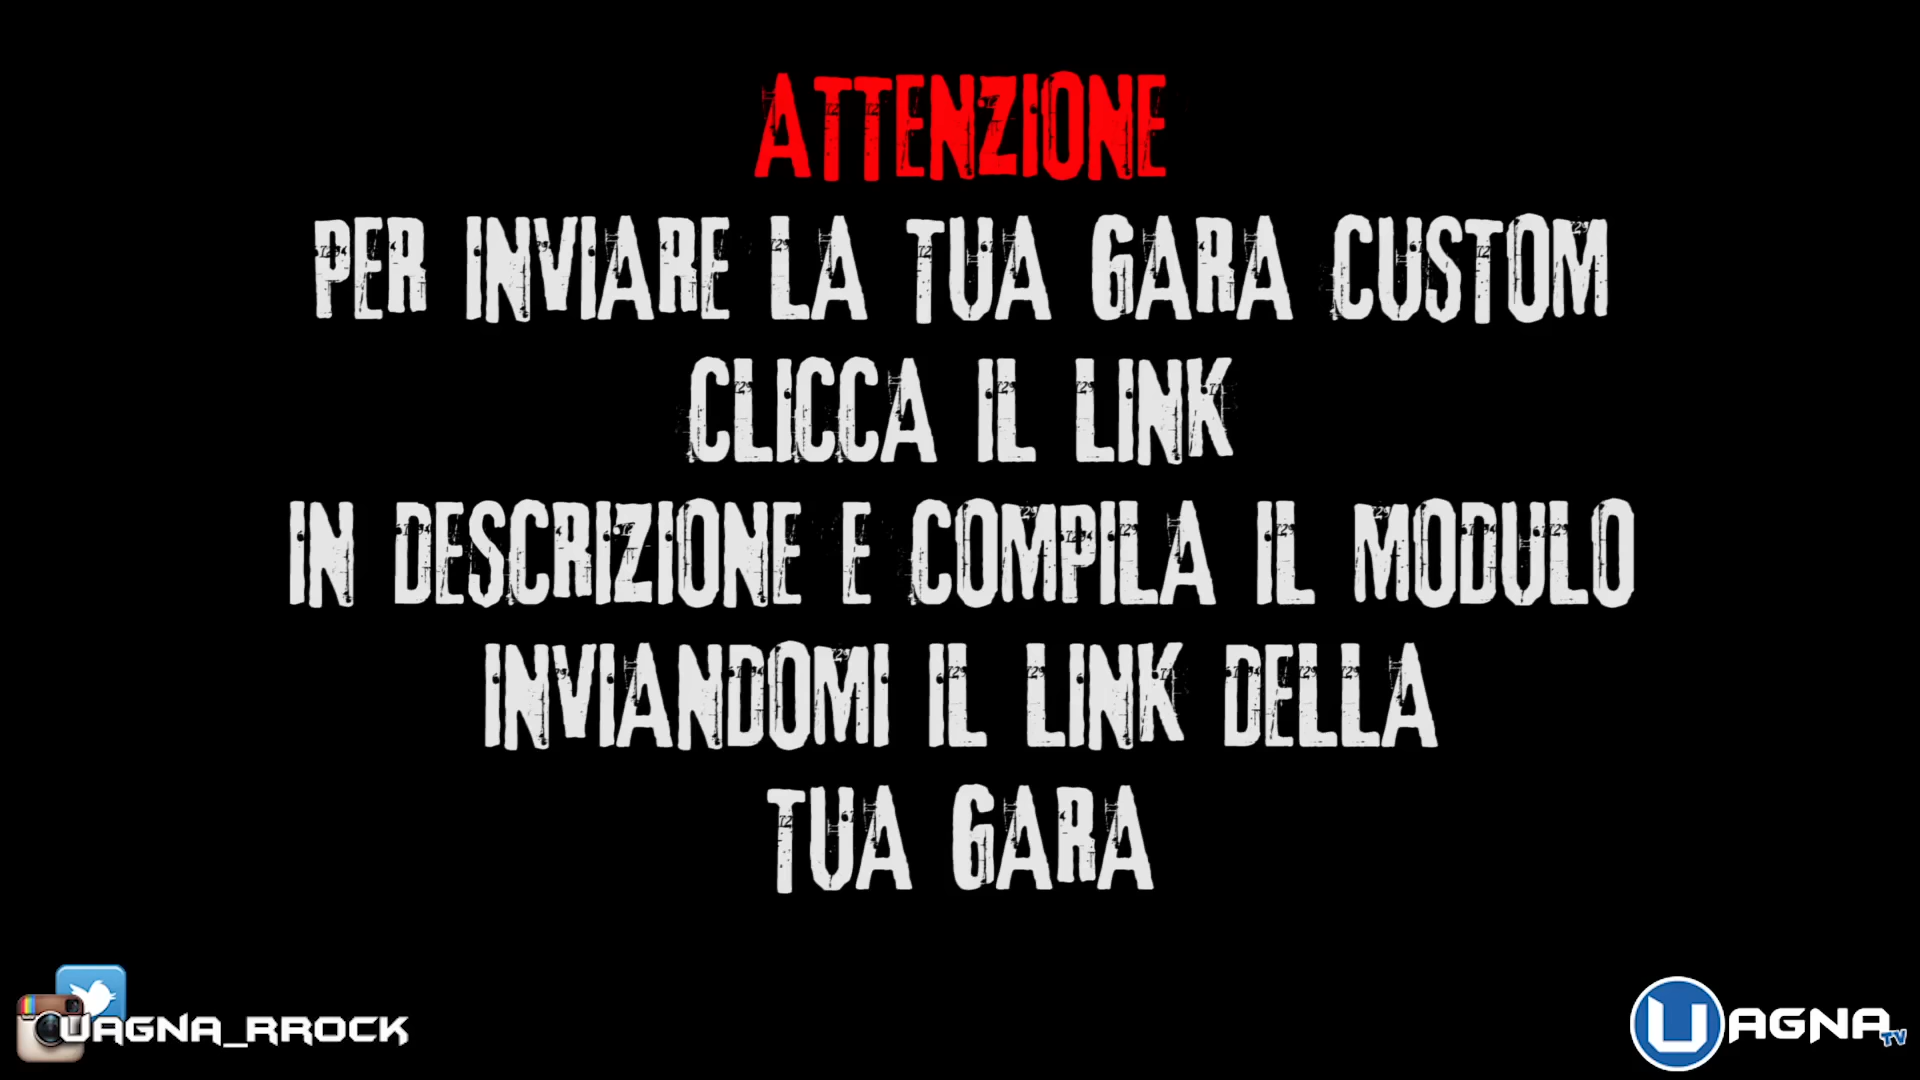 ATTENZIONE
PER INVIARE LA TUA GARA CUSTOM
CLICCA IL LINK
IN DESCRIZIONE E COMPILA IL MODULO
INVIANDOMI IL LINK DELLA
TUA GARA
UAGNA_RROCK
UAGNA TV